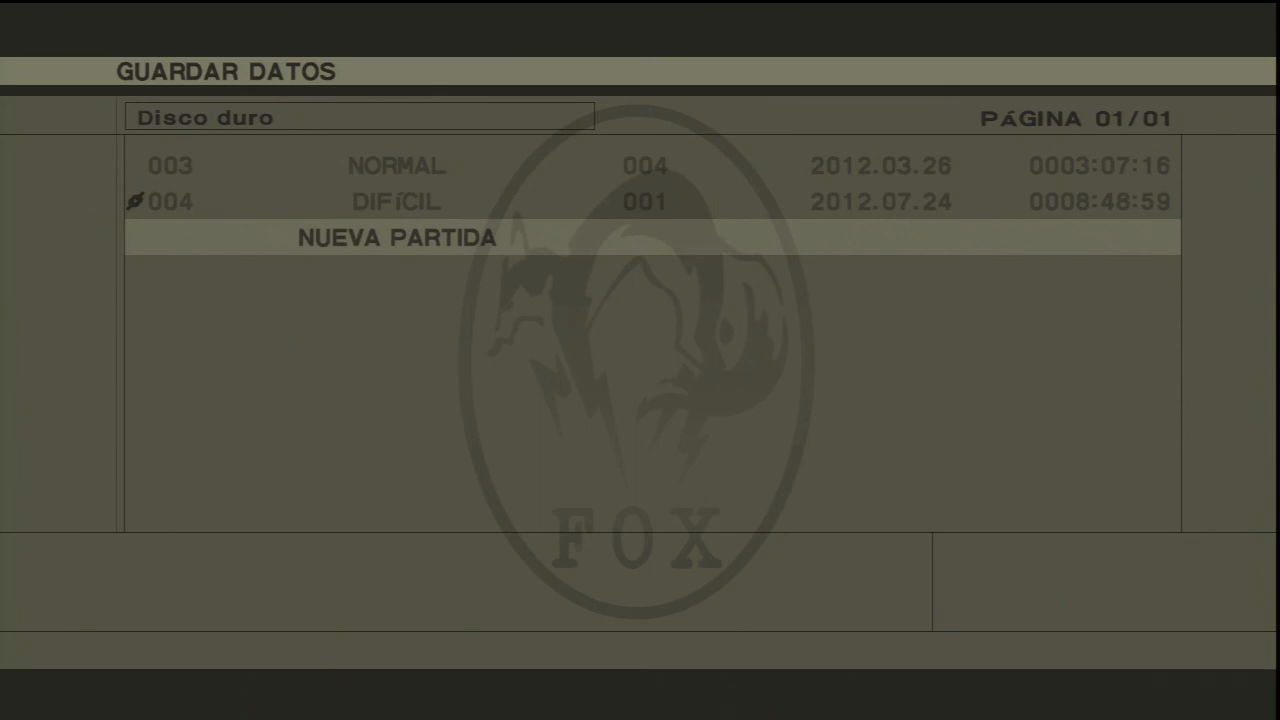 GUARDAR DATOS
Disco duro PÁGINA 01/01
003 NORMAL 004 2012.03.26 0003:07:16
004 DIFÍCIL 001 2012.07.24 0008:48:59
NUEVA PARTIDA
FOX